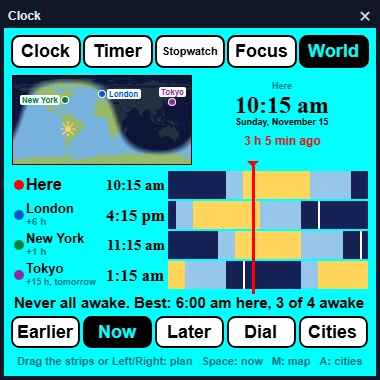 Clock
Clock Timer Stopwatch Focus World
New York London Tokyo
Here
10:15 am
Sunday, November 15
3 h 5 min ago
Here 10:15 am
London 4:15 pm
+6 h
New York 11:15 am
+1 h
Tokyo 1:15 am
+15 h, tomorrow
Never all awake. Best: 6:00 am here, 3 of 4 awake
Earlier Now Later Dial Cities
Drag the strips or Left/Right: plan Space: now M: map A: cities